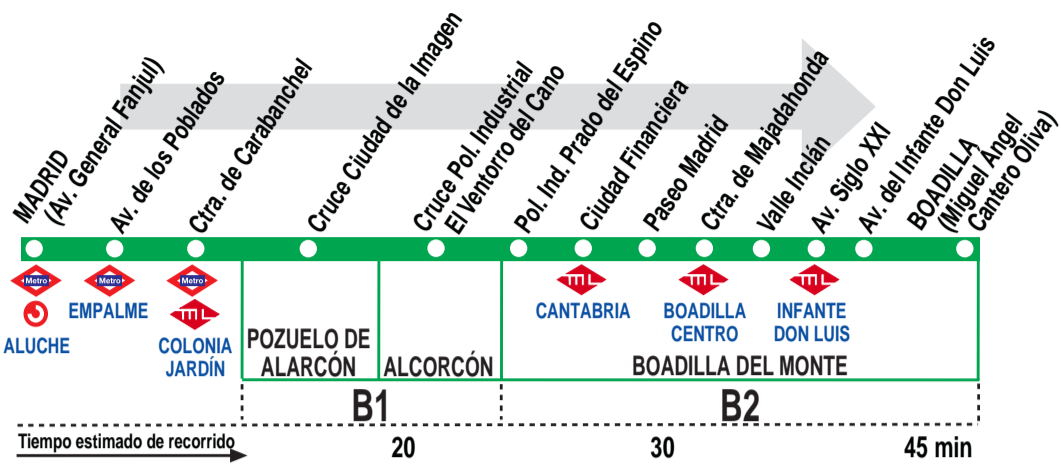 MADRID
(Av. General Fanjul)
Av. de los Poblados
Ctra. de Carabanchel
Cruce Ciudad de la Imagen
Cruce Pol. Industrial
El Ventorro del Cano
Pol. Ind. Prado del Espino
Ciudad Financiera
Paseo Madrid
Ctra. de Majadahonda
Valle Inclán
Av. Siglo XXI
Av. del Infante Don Luis
BOADILLA
(Miguel Ángel
Cantero Oliva)
Metro
Metro
Metro
ML
ML
ML
ML
ALUCHE
EMPALME
COLONIA
JARDÍN
CANTABRIA
BOADILLA
CENTRO
INFANTE
DON LUIS
POZUELO DE
ALARCÓN
ALCORCÓN
BOADILLA DEL MONTE
B1
B2
Tiempo estimado de recorrido
20
30
45 min